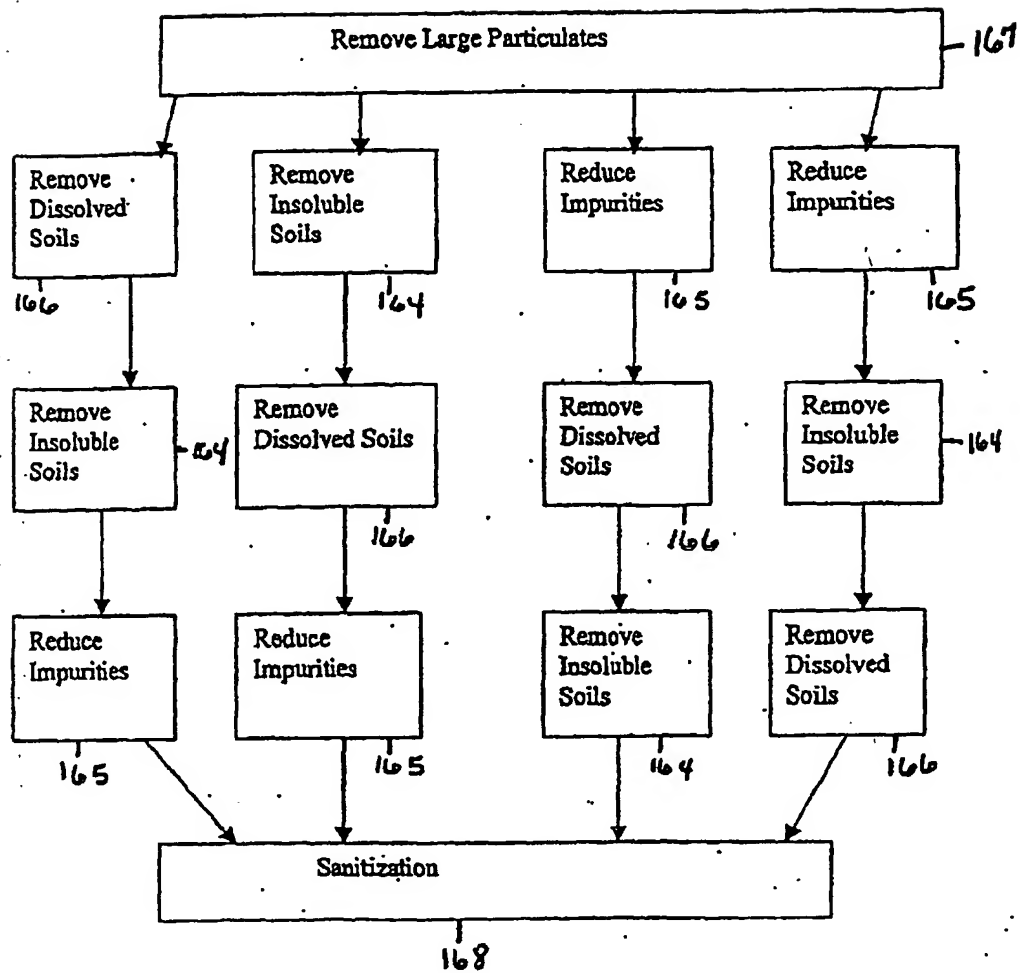 Remove Large Particulates
167
Remove
Dissolved
Soils
166
Remove
Insoluble
Soils
164
Reduce
Impurities
165
Reduce
Impurities
165
Remove
Insoluble
Soils
164
Remove
Dissolved Soils
166
Remove
Dissolved
Soils
166
Remove
Insoluble
Soils
164
Reduce
Impurities
165
Reduce
Impurities
165
Remove
Insoluble
Soils
164
Remove
Dissolved
Soils
166
Sanitization
168